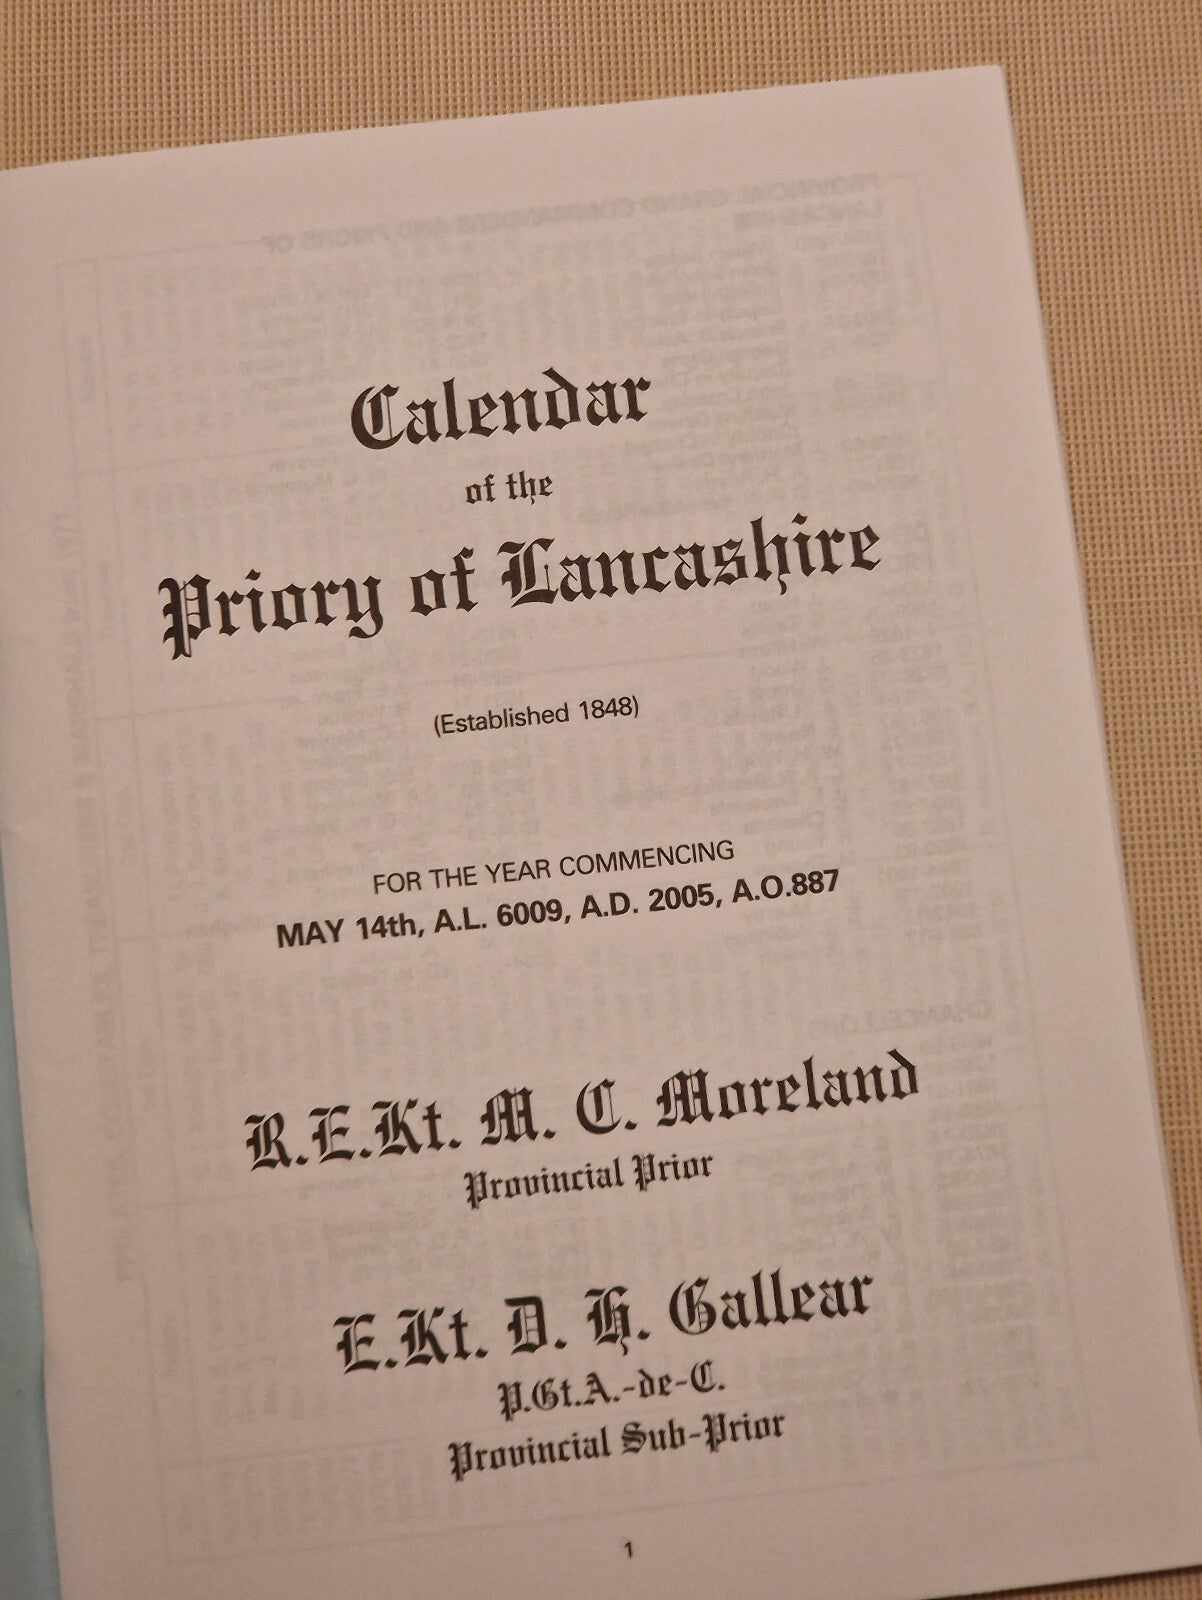 Calendar
of the
Priory of Lancashire
(Established 1848)
FOR THE YEAR COMMENCING
MAY 14th, A.L. 6009, A.D. 2005, A.O.887
R.E.Kt. M. C. Moreland
Provincial Prior
E.Kt. D. H. Gallear
P.Gt.A.-de-C.
Provincial Sub-Prior
1